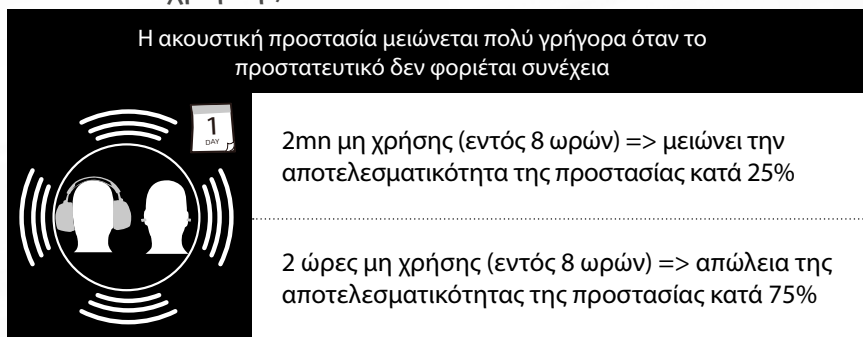 Η ακουστική προστασία μειώνεται πολύ γρήγορα όταν το
προστατευτικό δεν φοριέται συνέχεια
1
DAY
2mn μη χρήσης (εντός 8 ωρών) => μειώνει την
αποτελεσματικότητα της προστασίας κατά 25%
2 ώρες μη χρήσης (εντός 8 ωρών) => απώλεια της
αποτελεσματικότητας της προστασίας κατά 75%